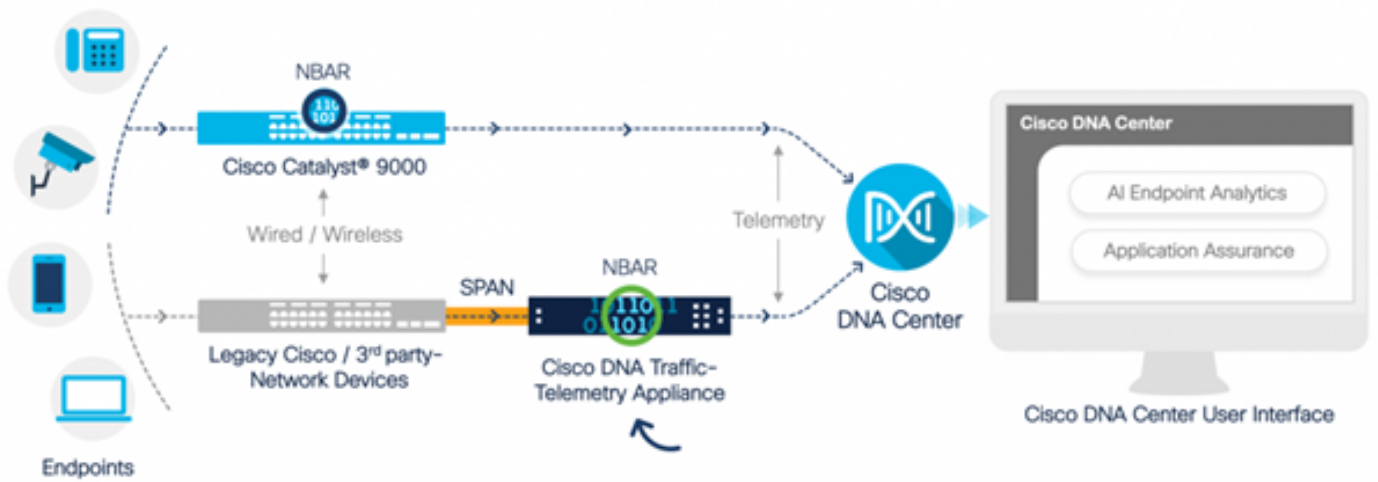 NBAR
Cisco Catalyst® 9000
Wired / Wireless
Legacy Cisco / 3rd party-
Network Devices
Endpoints
SPAN
NBAR
Cisco DNA Traffic-
Telemetry Appliance
Telemetry
Cisco
DNA Center
Cisco DNA Center
AI Endpoint Analytics
Application Assurance
Cisco DNA Center User Interface